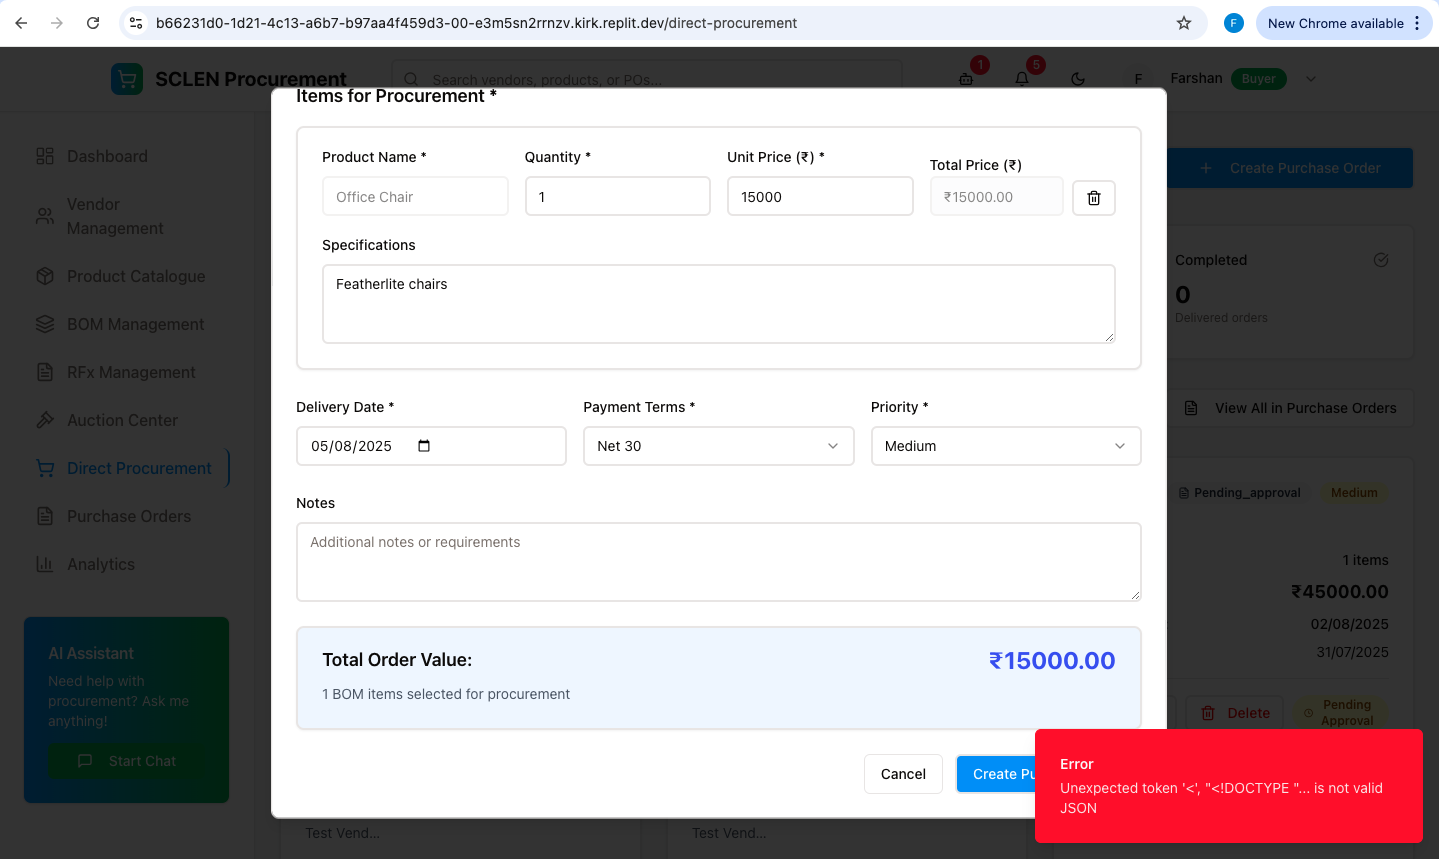 b66231d0-1d21-4c13-a6b7-b97aa4f459d3-00-e3m5sn2rrnzv.kirk.replit.dev/direct-procurement
F
New Chrome available
SCLEN Procurement
Search vendors, products, or POs...
1
5
F
Farshan
Buyer
Dashboard
Vendor
Management
Product Catalogue
BOM Management
RFx Management
Auction Center
Direct Procurement
Purchase Orders
Analytics
AI Assistant
Need help with
procurement? Ask me
anything!
Start Chat
Items for Procurement *
Product Name *
Quantity *
Unit Price (₹) *
Total Price (₹)
Office Chair
1
15000
₹15000.00
Specifications
Featherlite chairs
Delivery Date *
Payment Terms *
Priority *
05/08/2025
Net 30
Medium
Notes
Additional notes or requirements
Total Order Value:
₹15000.00
1 BOM items selected for procurement
Cancel
Create Pu
Create Purchase Order
Completed
0
Delivered orders
View All in Purchase Orders
Pending_approval
Medium
1 items
₹45000.00
02/08/2025
31/07/2025
Delete
Pending
Approval
Error
Unexpected token '<', "<!DOCTYPE "... is not valid
JSON
Test Vend...
Test Vend...